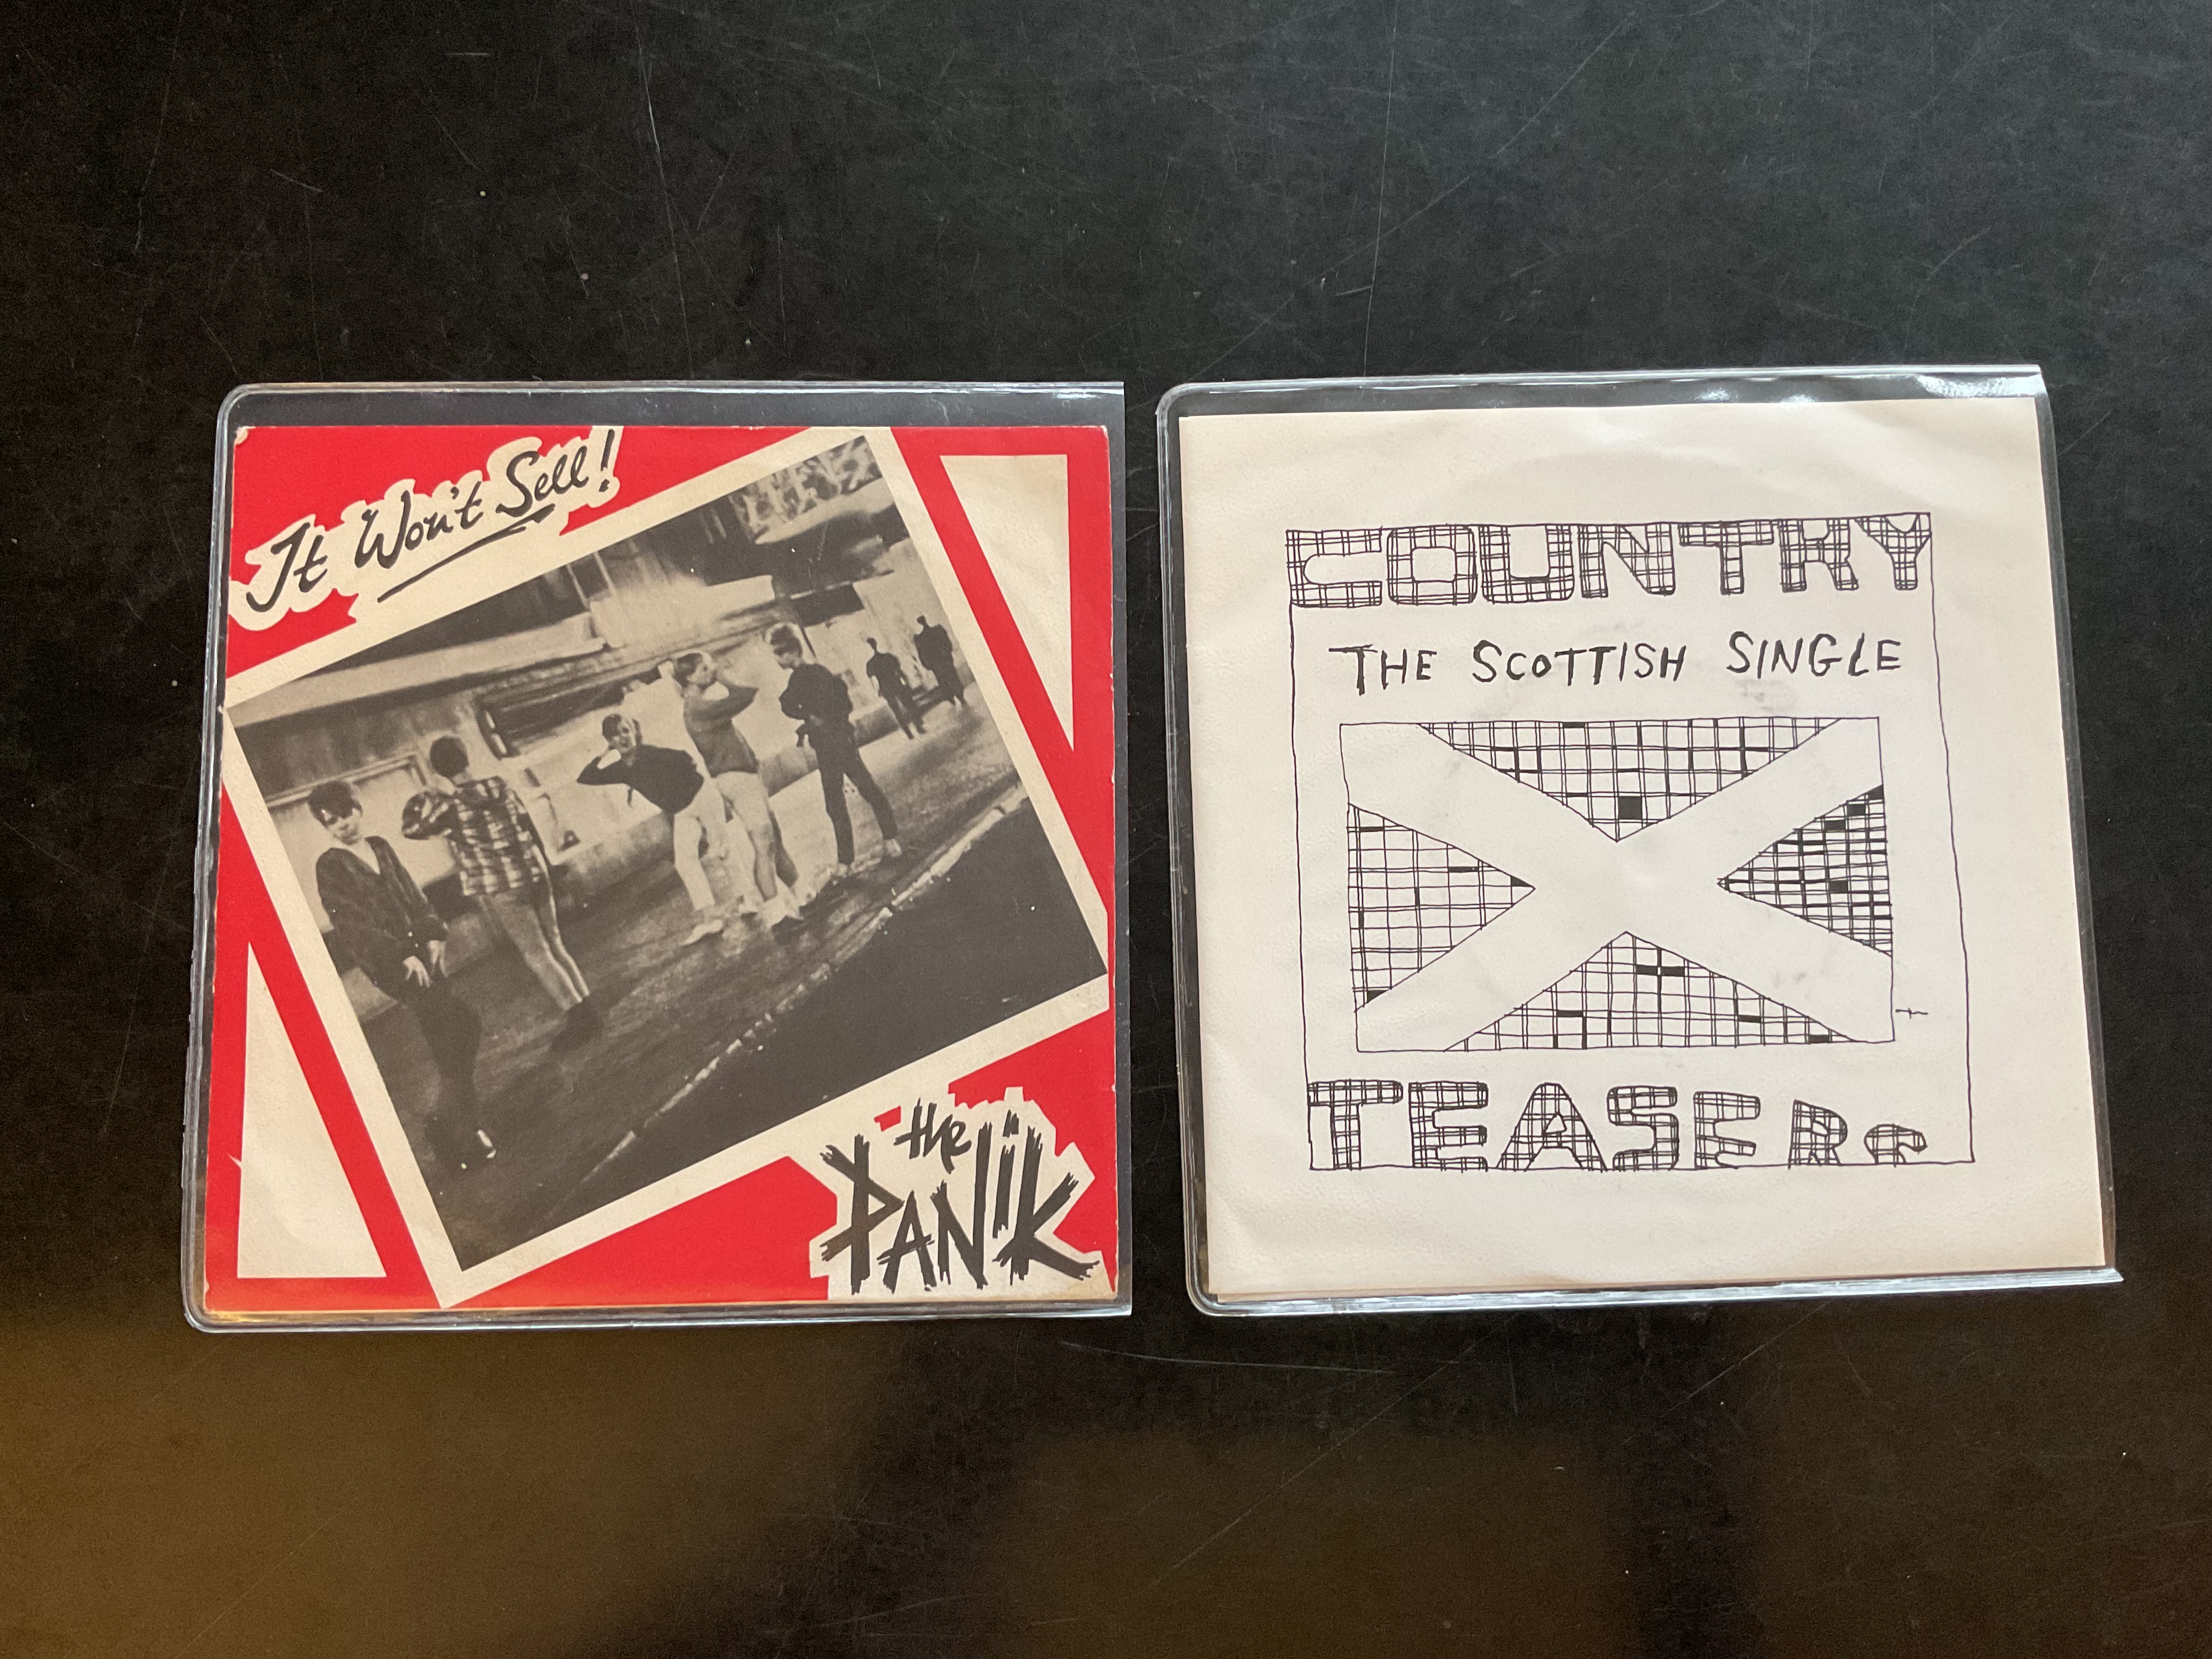 It Won't Sell!
the
PANiK
COUNTRY
THE SCOTTISH SINGLE
TEASERS